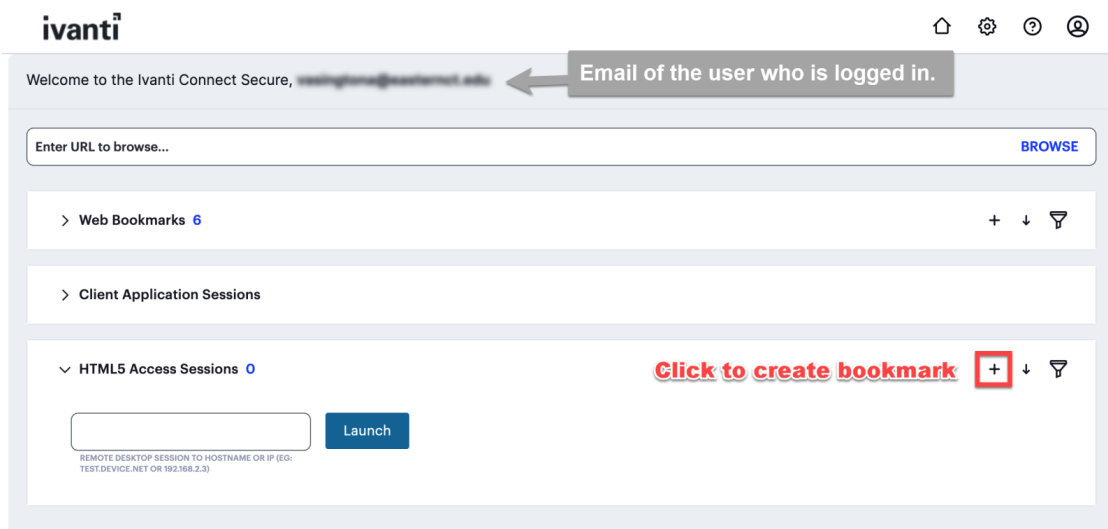 ivanti
Welcome to the Ivanti Connect Secure,
Email of the user who is logged in.
Enter URL to browse...
BROWSE
Web Bookmarks 6
Client Application Sessions
HTML5 Access Sessions 0
Click to create bookmark
Launch
REMOTE DESKTOP SESSION TO HOSTNAME OR IP (EG:
TEST.DEVICE.NET OR 192.168.2.3)